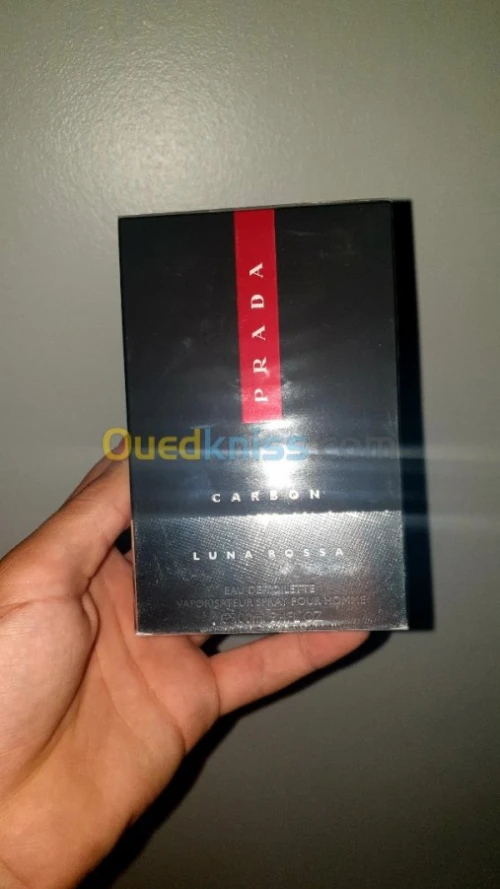 PRADA
Ouedkniss.com
CARBON
LUNA ROSSA
EAU DE TOILETTE
VAPORISATEUR SPRAY POUR HOMME